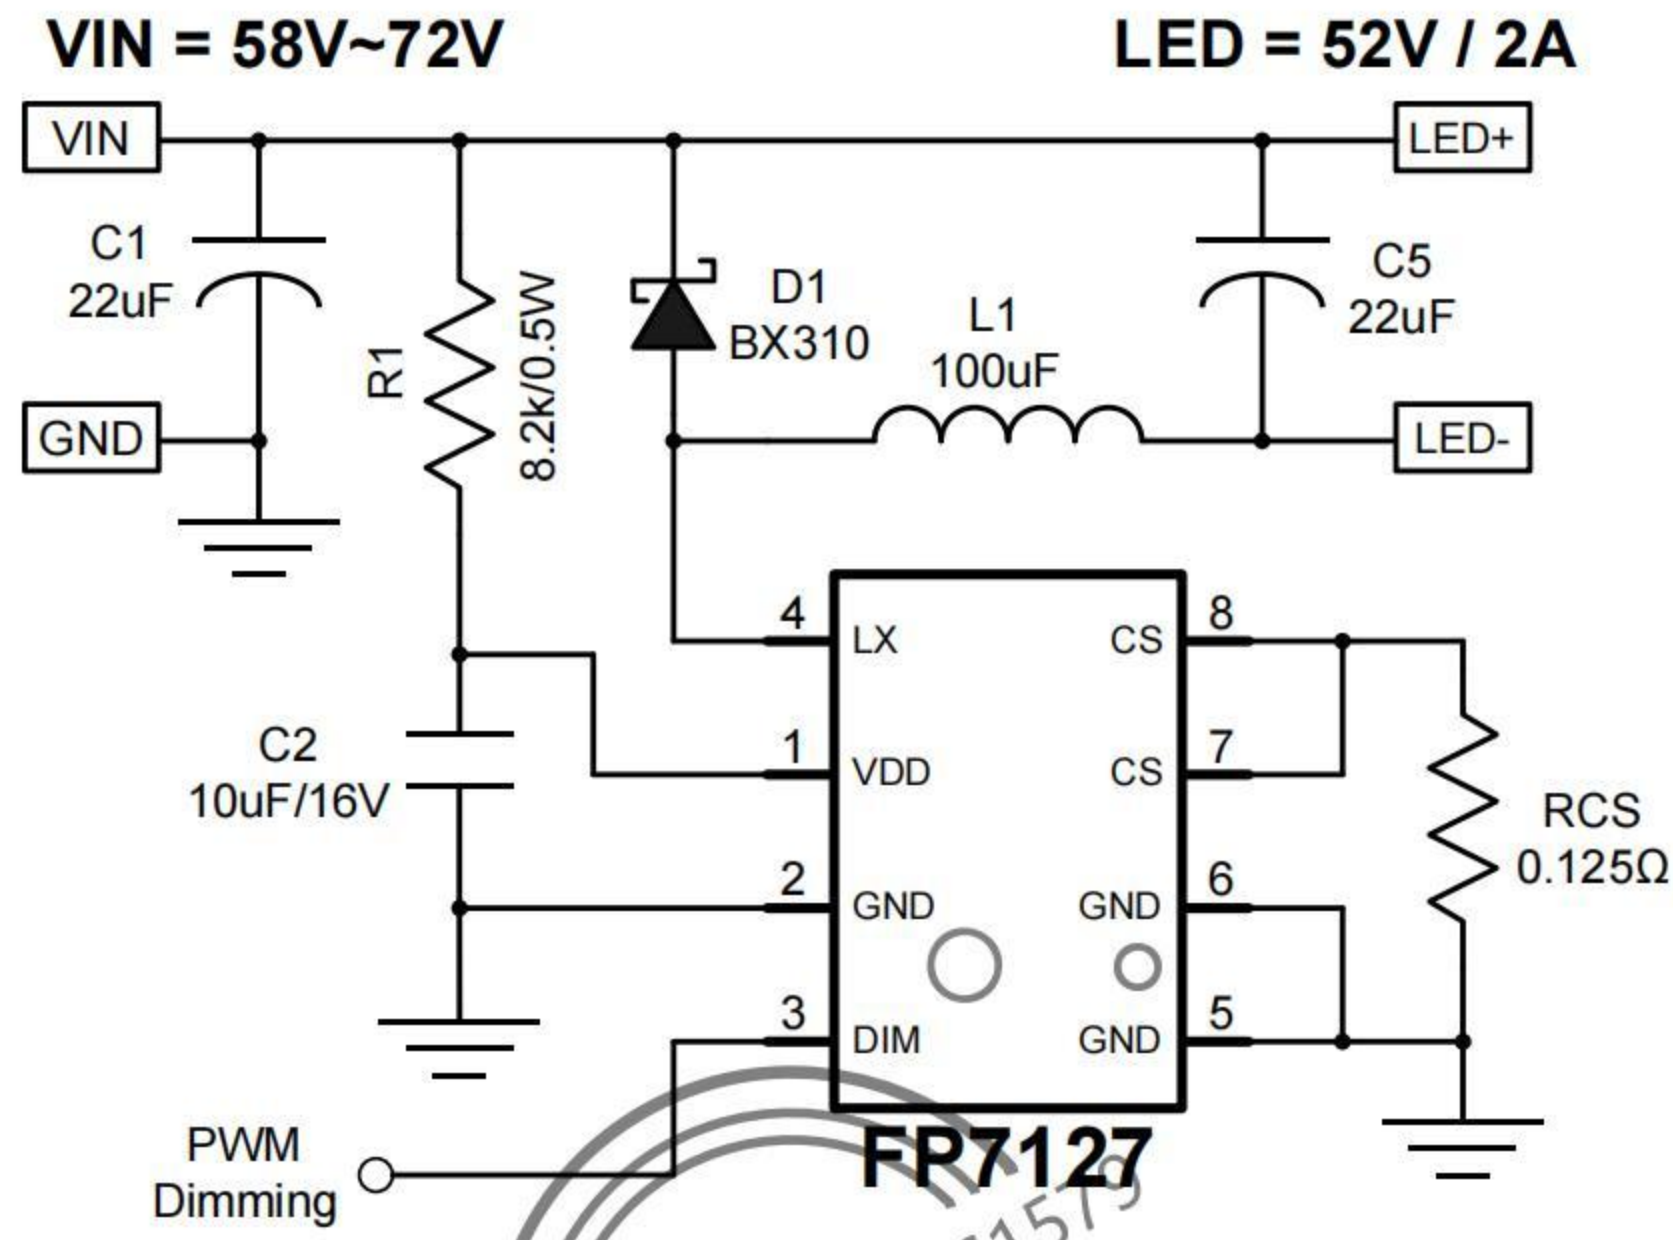 VIN = 58V~72V
LED = 52V / 2A
VIN
LED+
C1
22uF
R1
8.2k/0.5W
D1
BX310
L1
100uF
C5
22uF
GND
LED-
4
LX
CS
8
1
VDD
CS
7
C2
10uF/16V
RCS
0.125Ω
2
GND
GND
6
3
DIM
GND
5
PWM
Dimming
FP7127
1579